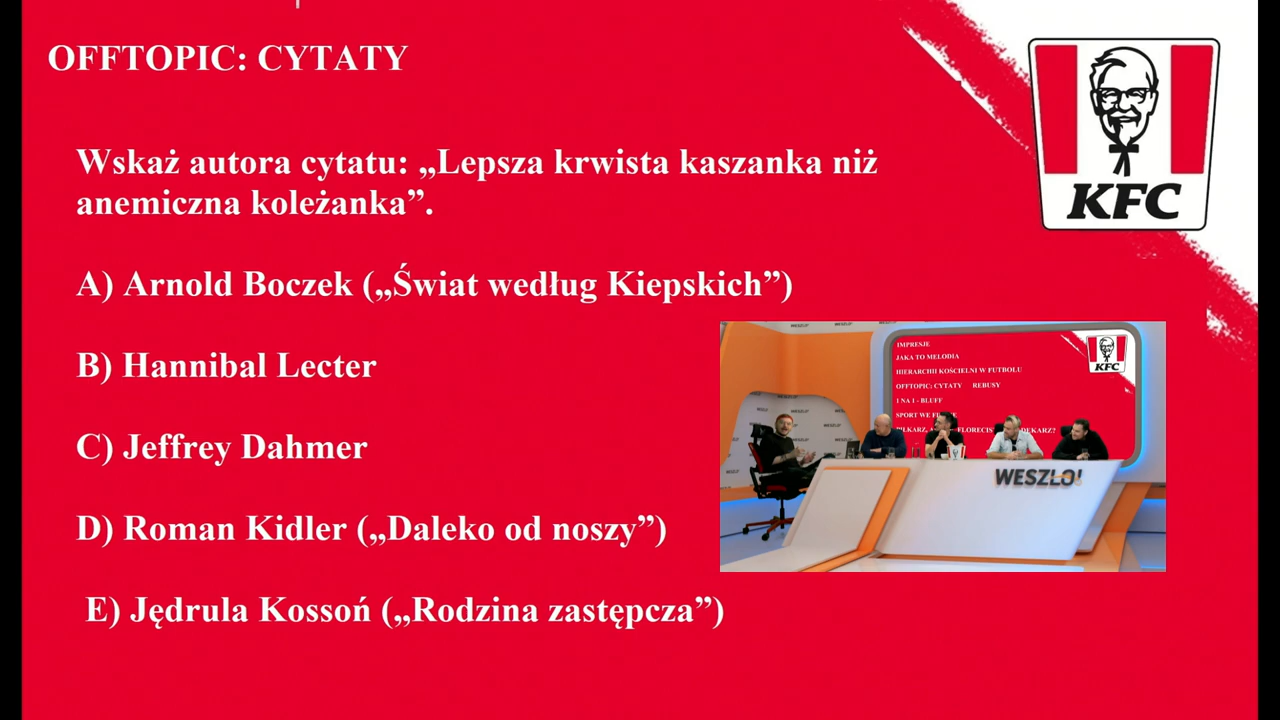 OFFTOPIC: CYTATY
Wskaż autora cytatu: „Lepsza krwista kaszanka niż
anemiczna koleżanka”.
A) Arnold Boczek („Świat według Kiepskich”)
B) Hannibal Lecter
C) Jeffrey Dahmer
D) Roman Kidler („Daleko od noszy”)
E) Jędrula Kossoń („Rodzina zastępcza”)
KFC
IMPRESJE
JAKA TO MELODIA
HIERARCHII KOŚCIELNI W FUTBOLU
OFFTOPIC: CYTATY REBUSY
1 NA 1 - BLUFF
SPORT WE
KFC
WESZŁO!